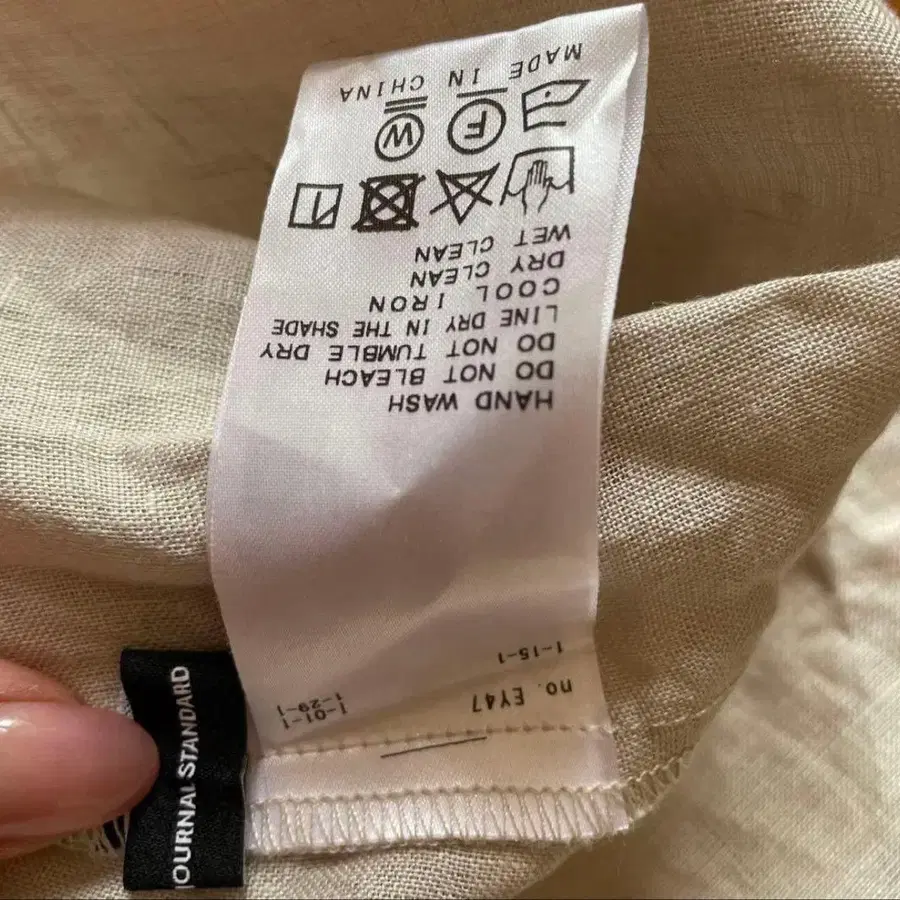 no. EY47
1-15-1
1-01-1
1-29-1
HAND WASH
DO NOT BLEACH
DO NOT TUMBLE DRY
LINE DRY IN THE SHADE
COOL IRON
DRY CLEAN
WET CLEAN
F W
MADE IN CHINA
JOURNAL STANDARD